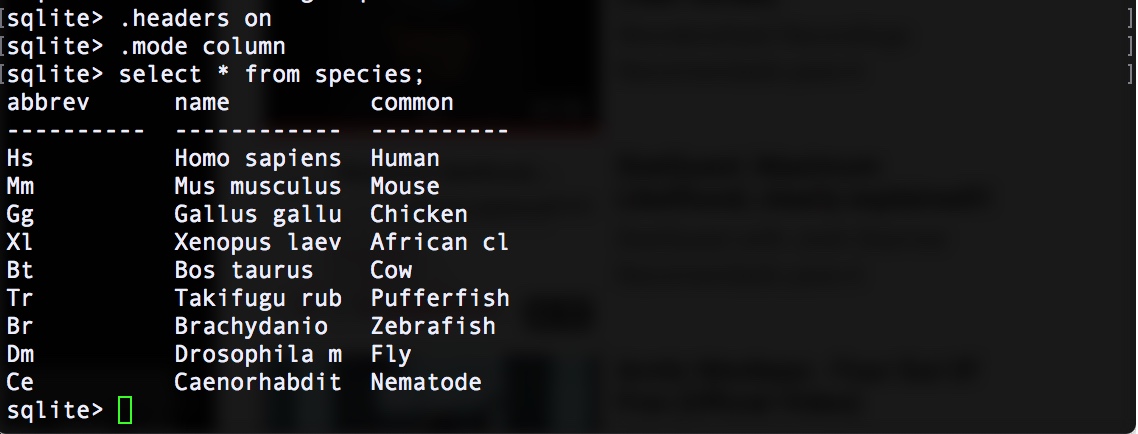 sqlite> .headers on
sqlite> .mode column
sqlite> select * from species;
abbrev      name          common
----------  ------------  ----------
Hs          Homo sapiens  Human
Mm          Mus musculus  Mouse
Gg          Gallus gallu  Chicken
Xl          Xenopus laev  African cl
Bt          Bos taurus    Cow
Tr          Takifugu rub  Pufferfish
Br          Brachydanio   Zebrafish
Dm          Drosophila m  Fly
Ce          Caenorhabdit  Nematode
sqlite>